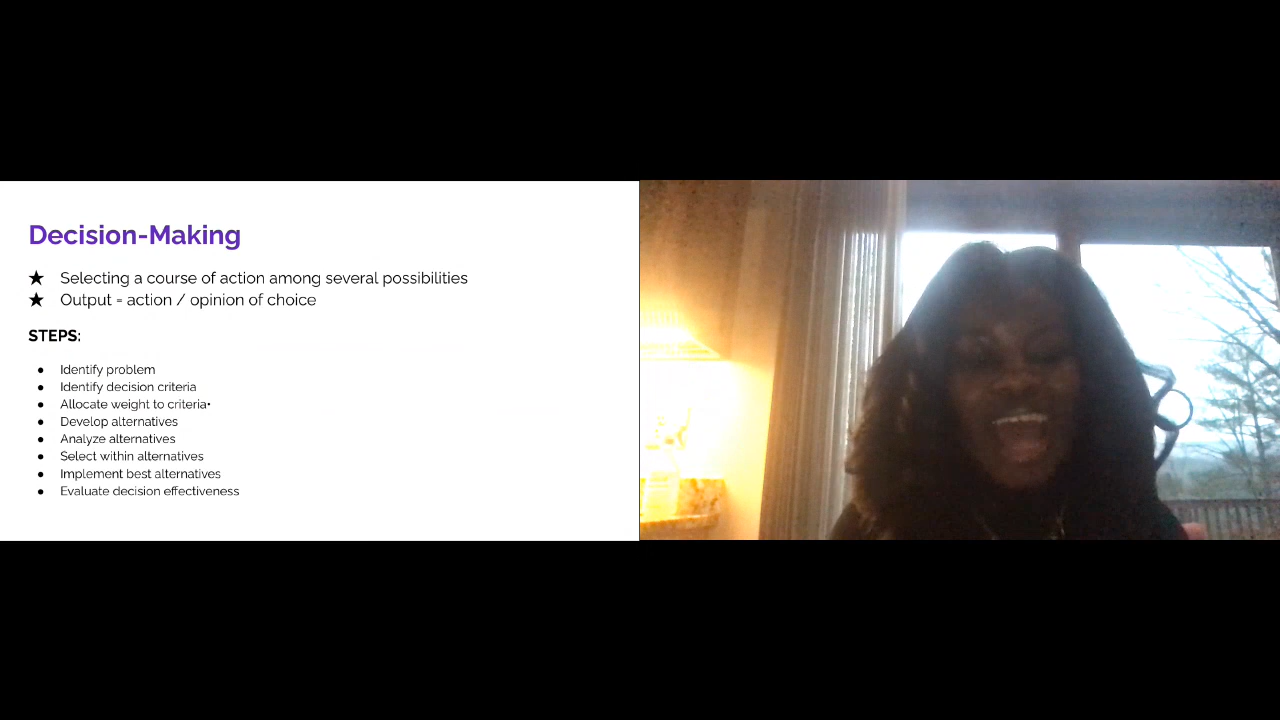 Decision-Making
★ Selecting a course of action among several possibilities
★ Output = action / opinion of choice
STEPS:
● Identify problem
● Identify decision criteria
● Allocate weight to criteria•
● Develop alternatives
● Analyze alternatives
● Select within alternatives
● Implement best alternatives
● Evaluate decision effectiveness